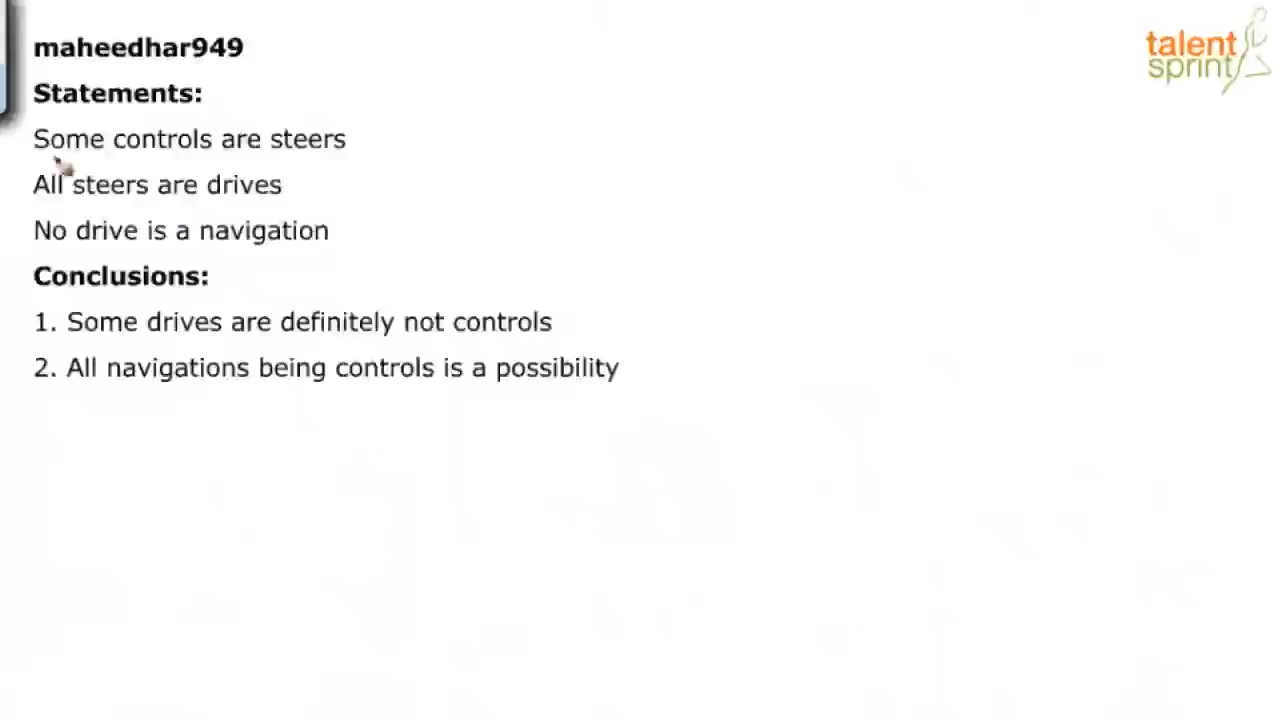 maheedhar949
talent
sprint
Statements:
Some controls are steers
All steers are drives
No drive is a navigation
Conclusions:
1. Some drives are definitely not controls
2. All navigations being controls is a possibility